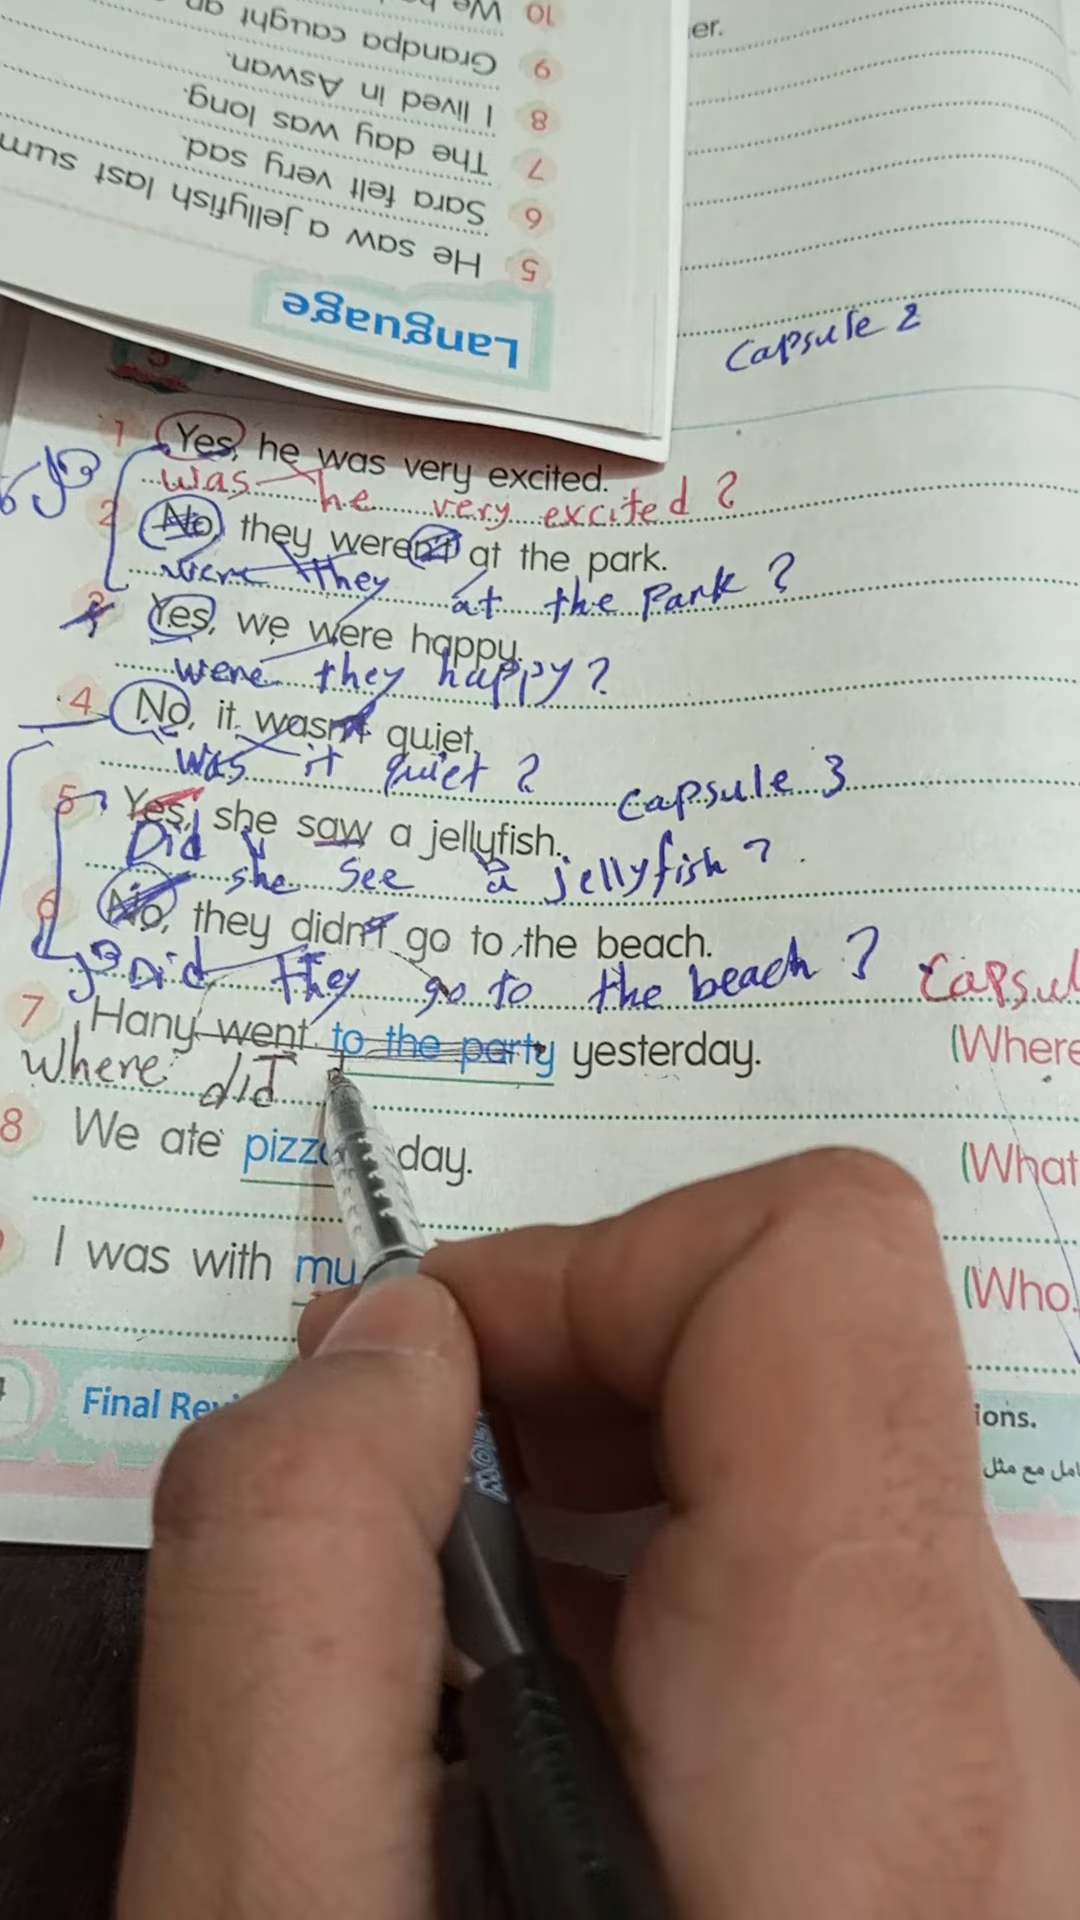 10 We
9 Grandpa caught
8 I lived in Aswan.
7 The day was long.
6 Sara felt very sad.
5 He saw a jellyfish last sum
Language
er.
Capsule 2
1 Yes, he was very excited.
was he very excited ?
2 No, they weren't at the park.
were they at the Park ?
Yes, we were happy.
were they happy ?
4 No, it wasn't quiet.
was it quiet ?
Capsule 3
5 Yes, she saw a jellyfish.
Did she see a jellyfish ?
6 No, they didn't go to the beach.
Did they go to the beach ?
Capsul
7 Hany went to the party yesterday. (Where
Where did
8 We ate pizz day. (What
I was with mu (Who
Final Rev ions.
مع مثل